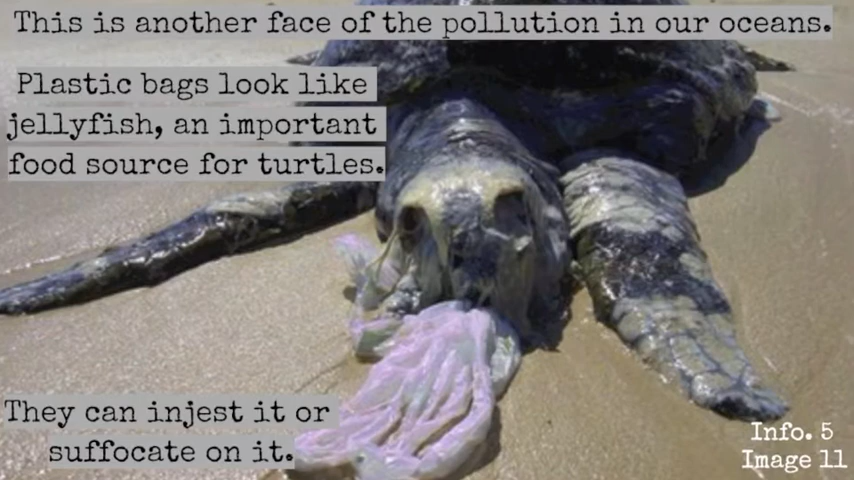 This is another face of the pollution in our oceans.
Plastic bags look like
jellyfish, an important
food source for turtles.
They can injest it or
suffocate on it.
Info. 5
Image 11